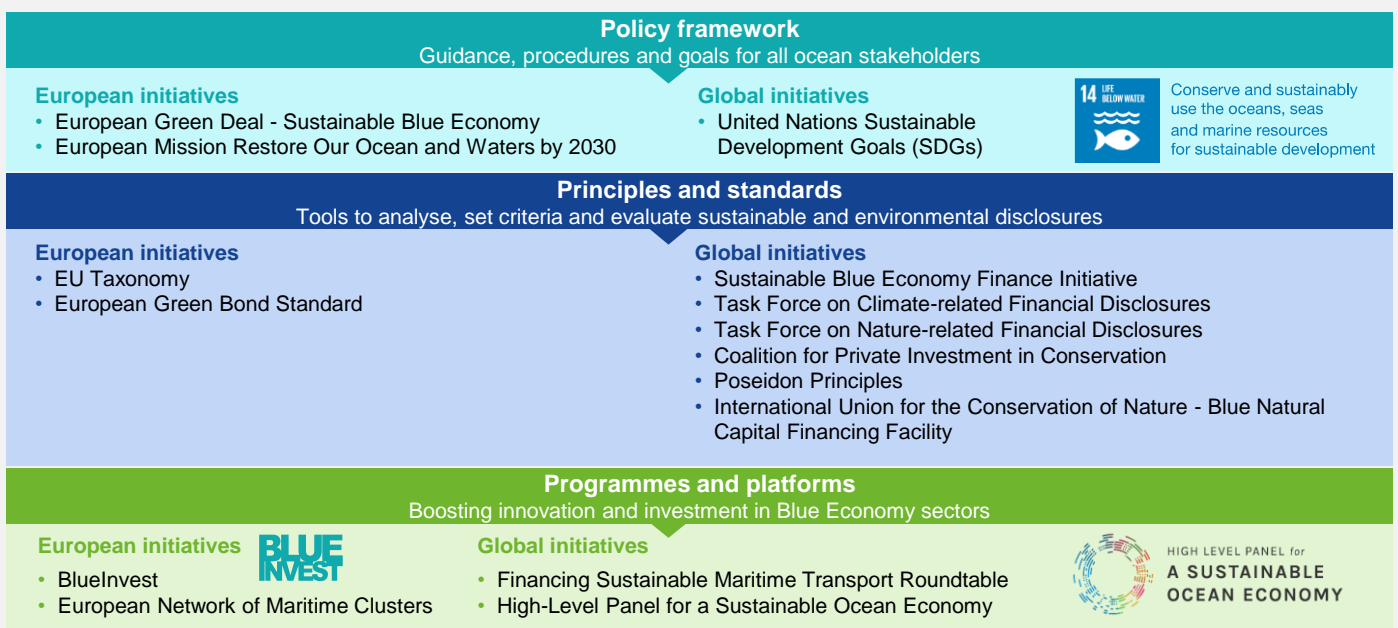 Policy framework
Guidance, procedures and goals for all ocean stakeholders
European initiatives
• European Green Deal - Sustainable Blue Economy
• European Mission Restore Our Ocean and Waters by 2030
Global initiatives
• United Nations Sustainable
Development Goals (SDGs)
14 LIFE
BELOW WATER
Conserve and sustainably
use the oceans, seas
and marine resources
for sustainable development
Principles and standards
Tools to analyse, set criteria and evaluate sustainable and environmental disclosures
European initiatives
• EU Taxonomy
• European Green Bond Standard
Global initiatives
• Sustainable Blue Economy Finance Initiative
• Task Force on Climate-related Financial Disclosures
• Task Force on Nature-related Financial Disclosures
• Coalition for Private Investment in Conservation
• Poseidon Principles
• International Union for the Conservation of Nature - Blue Natural
Capital Financing Facility
Programmes and platforms
Boosting innovation and investment in Blue Economy sectors
European initiatives
BLUE
INVEST
• BlueInvest
• European Network of Maritime Clusters
Global initiatives
• Financing Sustainable Maritime Transport Roundtable
• High-Level Panel for a Sustainable Ocean Economy
HIGH LEVEL PANEL for
A SUSTAINABLE
OCEAN ECONOMY